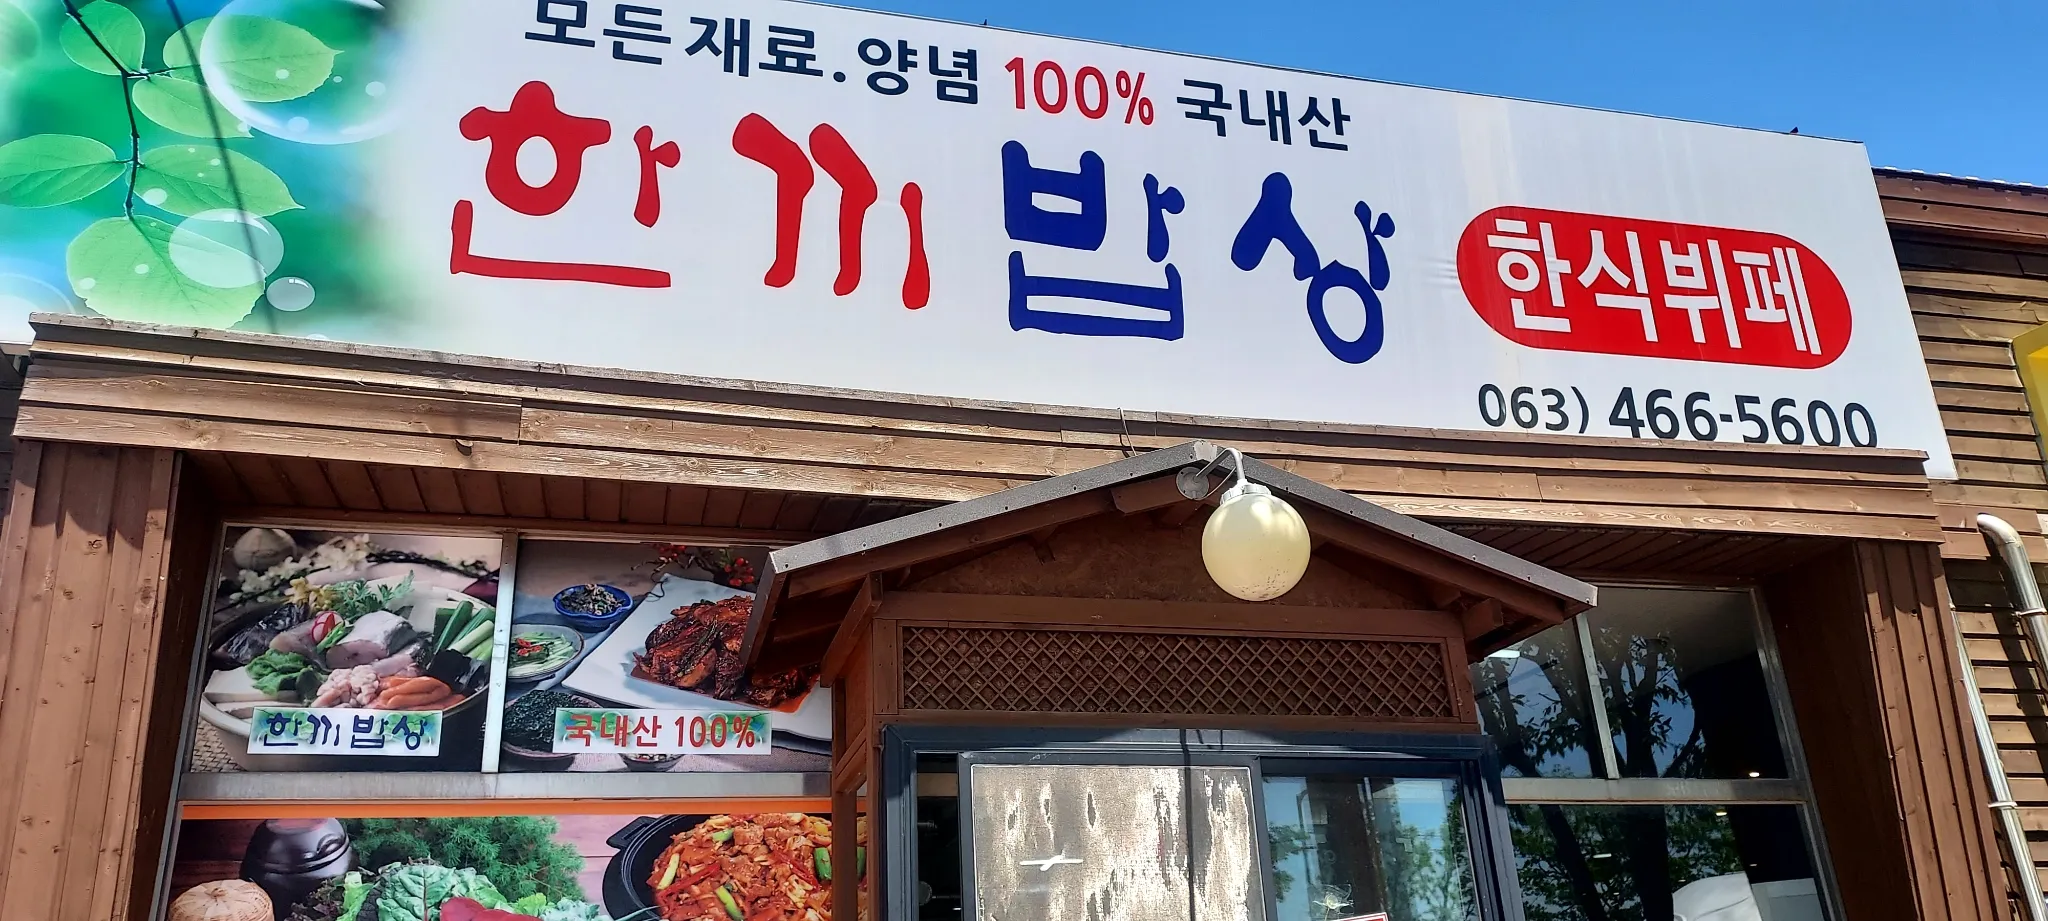 모든재료.양념 100% 국내산
한끼밥상
한식뷔페
063) 466-5600
한끼밥상
국내산 100%